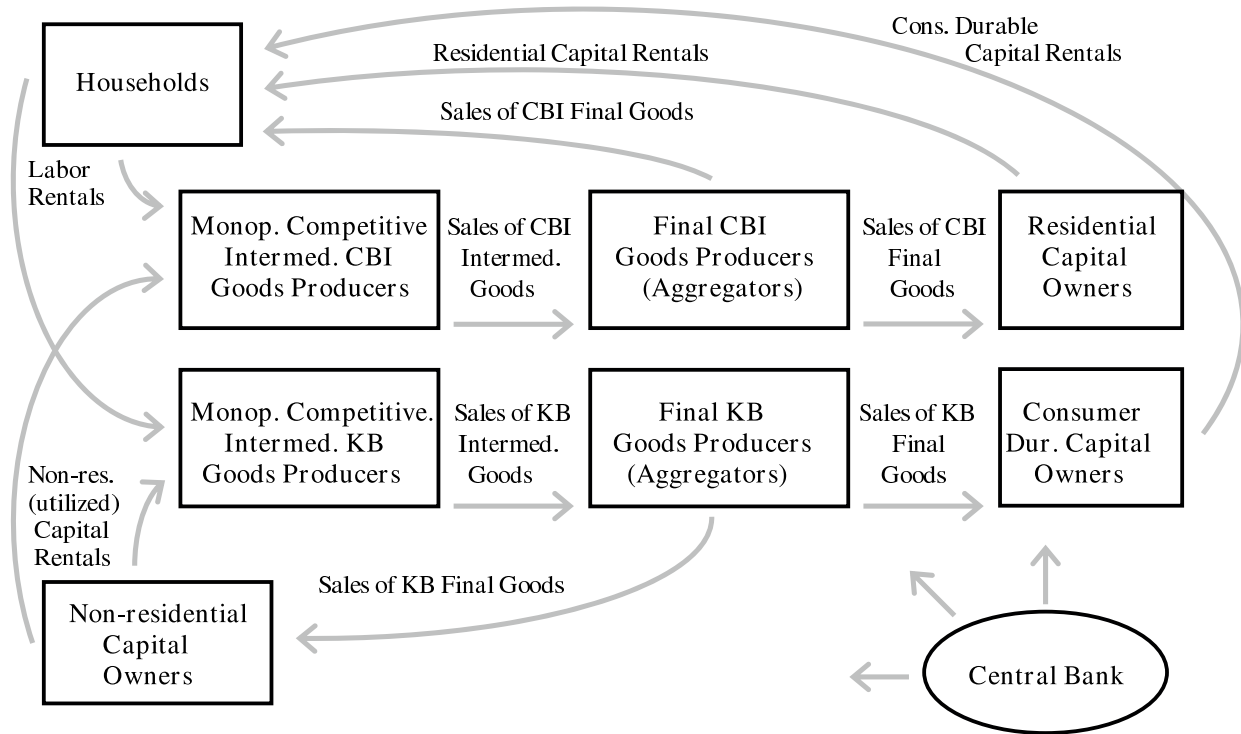 Cons. Durable
Capital Rentals
Residential Capital Rentals
Households
Sales of CBI Final Goods
Labor
Rentals
Monop. Competitive
Intermed. CBI
Goods Producers
Sales of CBI
Intermed.
Goods
Final CBI
Goods Producers
(Aggregators)
Sales of CBI
Final
Goods
Residential
Capital
Owners
Monop. Competitive.
Intermed. KB
Goods Producers
Sales of KB
Intermed.
Goods
Final KB
Goods Producers
(Aggregators)
Sales of KB
Final
Goods
Consumer
Dur. Capital
Owners
Non-res.
(utilized)
Capital
Rentals
Sales of KB Final Goods
Non-residential
Capital
Owners
Central Bank